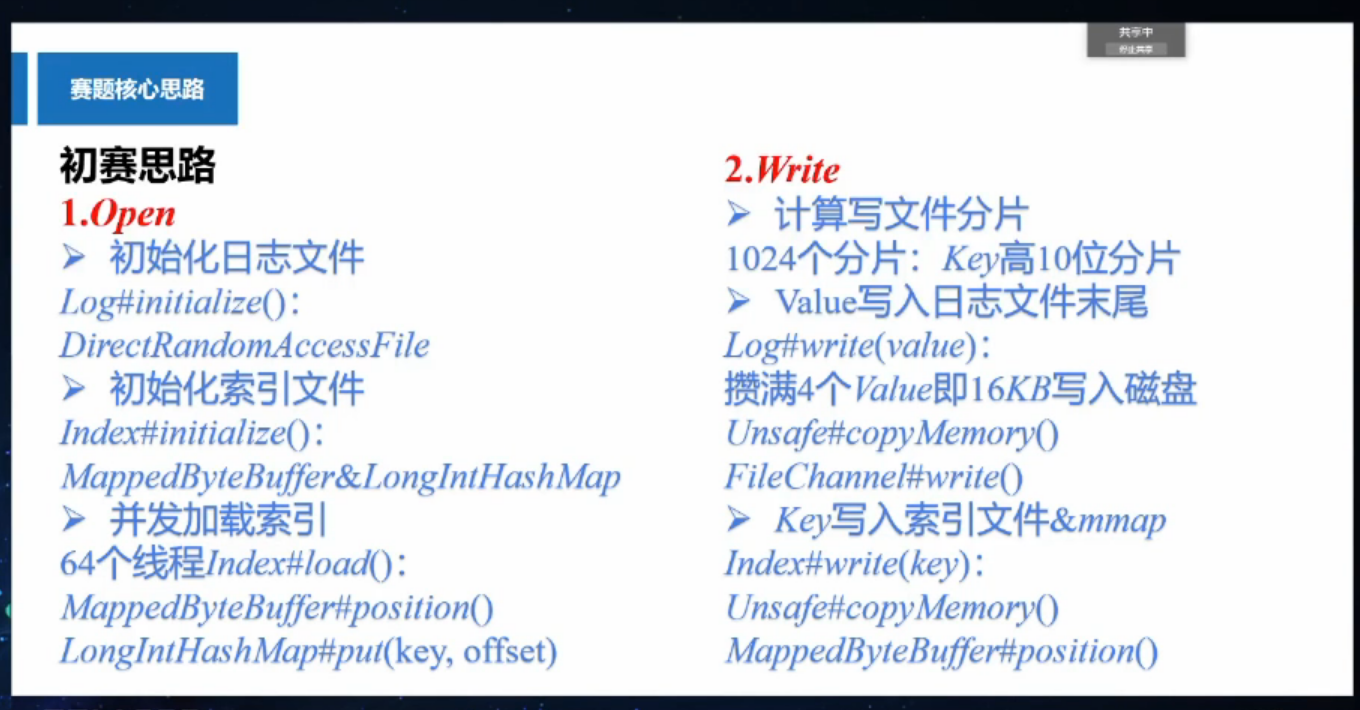 共享中
停止共享
赛题核心思路
初赛思路
1.Open
➢ 初始化日志文件
Log#initialize()：
DirectRandomAccessFile
➢ 初始化索引文件
Index#initialize()：
MappedByteBuffer&LongIntHashMap
➢ 并发加载索引
64个线程Index#load()：
MappedByteBuffer#position()
LongIntHashMap#put(key, offset)
2.Write
➢ 计算写文件分片
1024个分片：Key高10位分片
➢ Value写入日志文件末尾
Log#write(value)：
攒满4个Value即16KB写入磁盘
Unsafe#copyMemory()
FileChannel#write()
➢ Key写入索引文件&mmap
Index#write(key)：
Unsafe#copyMemory()
MappedByteBuffer#position()